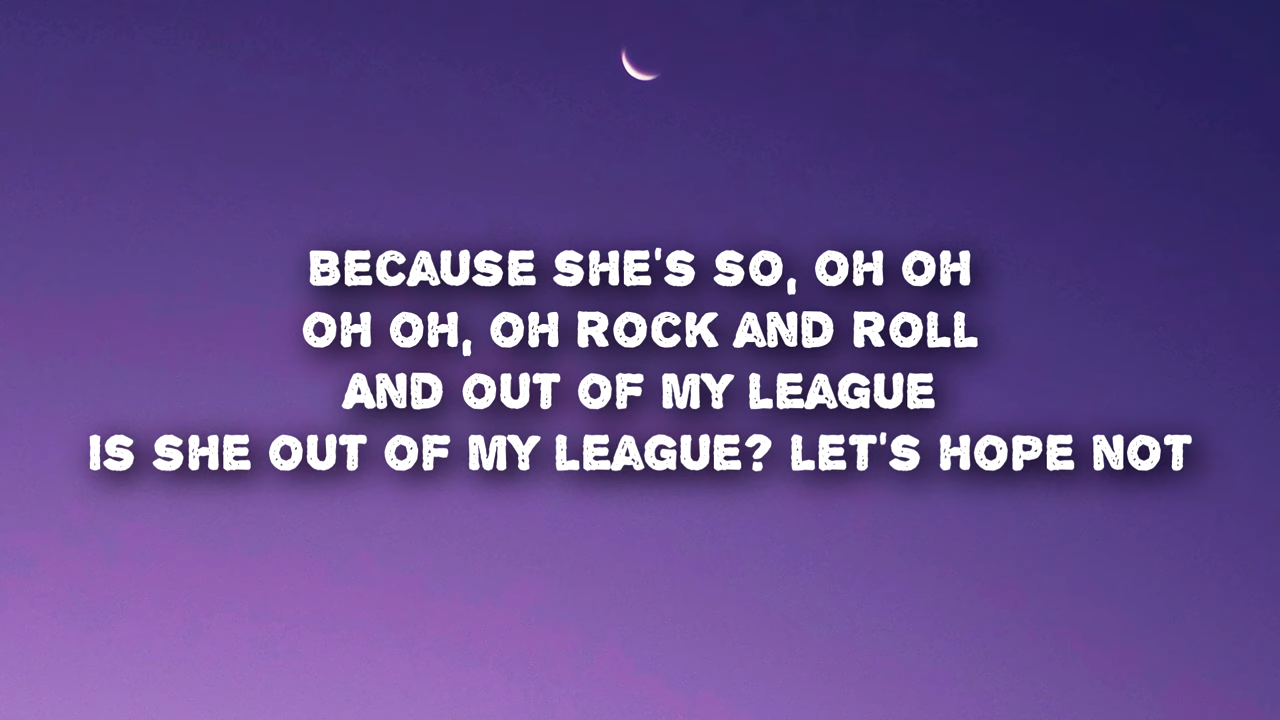 BECAUSE SHE'S SO, OH OH
OH OH, OH ROCK AND ROLL
AND OUT OF MY LEAGUE
IS SHE OUT OF MY LEAGUE? LET'S HOPE NOT